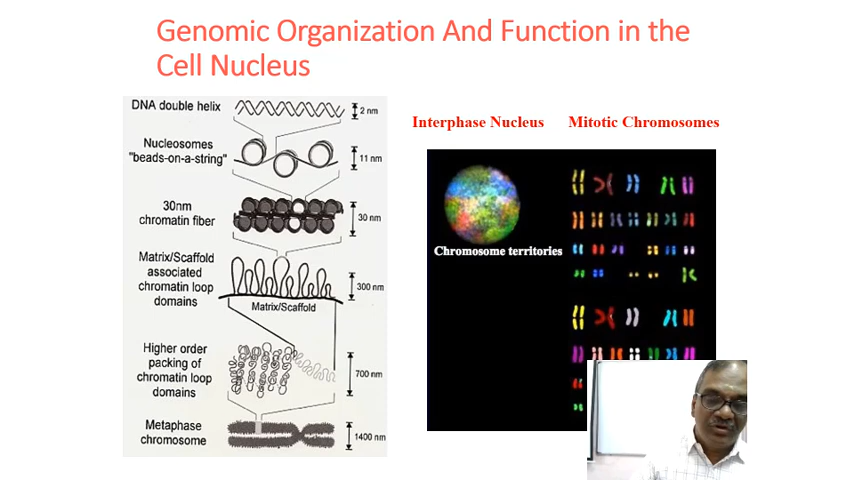 Genomic Organization And Function in the
Cell Nucleus
DNA double helix
2 nm
Nucleosomes
"beads-on-a-string"
11 nm
30nm
chromatin fiber
30 nm
Matrix/Scaffold
associated
chromatin loop
domains
300 nm
Matrix/Scaffold
Higher order
packing of
chromatin loop
domains
700 nm
Metaphase
chromosome
1400 nm
Interphase Nucleus
Mitotic Chromosomes
Chromosome territories